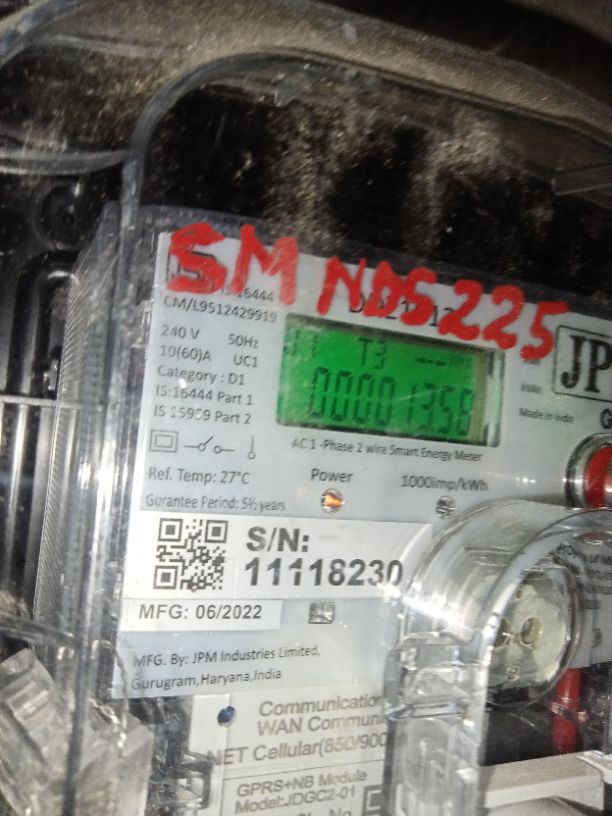 SM NDS225
16444
CM/L9512429919
240 V 50Hz
10(60)A UC1
Category : D1
IS:16444 Part 1
IS 15959 Part 2
T3
000013.58
JP
Made in India
G
AC 1 -Phase 2 wire Smart Energy Meter
Ref. Temp: 27°C
Power
1000imp/kWh
Gurantee Period: 5½ years
S/N:
11118230
MFG: 06/2022
MFG. By: JPM Industries Limited,
Gurugram,Haryana,India
Communication
WAN Commun
NET Cellular(850/900
GPRS+NB Module
Model:JDGC2-01